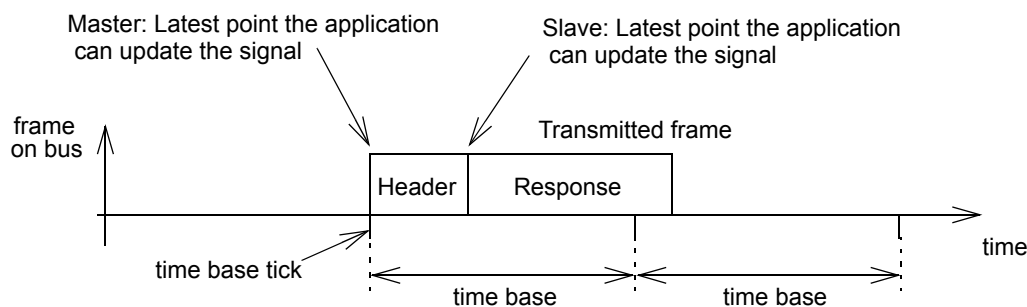 Master: Latest point the application
can update the signal
Slave: Latest point the application
can update the signal
frame
on bus
Transmitted frame
Header
Response
time
time base tick
time base
time base